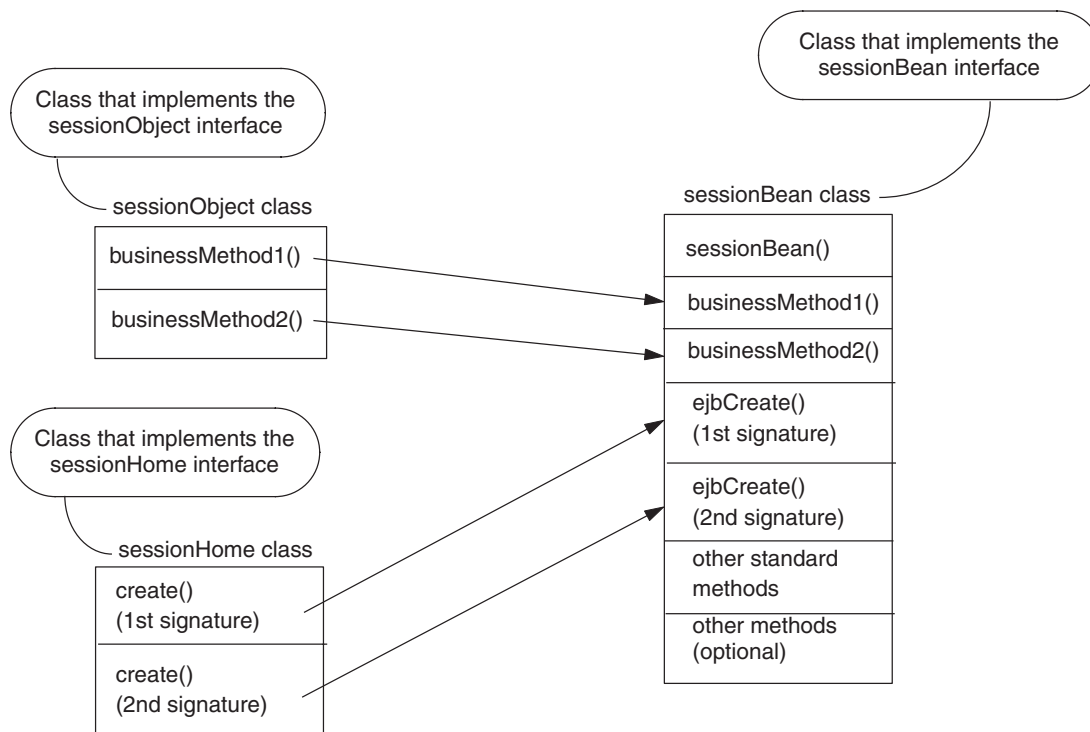 Class that implements the
sessionObject interface
sessionObject class
businessMethod1()
businessMethod2()
Class that implements the
sessionHome interface
sessionHome class
create()
(1st signature)
create()
(2nd signature)
Class that implements the
sessionBean interface
sessionBean class
sessionBean()
businessMethod1()
businessMethod2()
ejbCreate()
(1st signature)
ejbCreate()
(2nd signature)
other standard
methods
other methods
(optional)